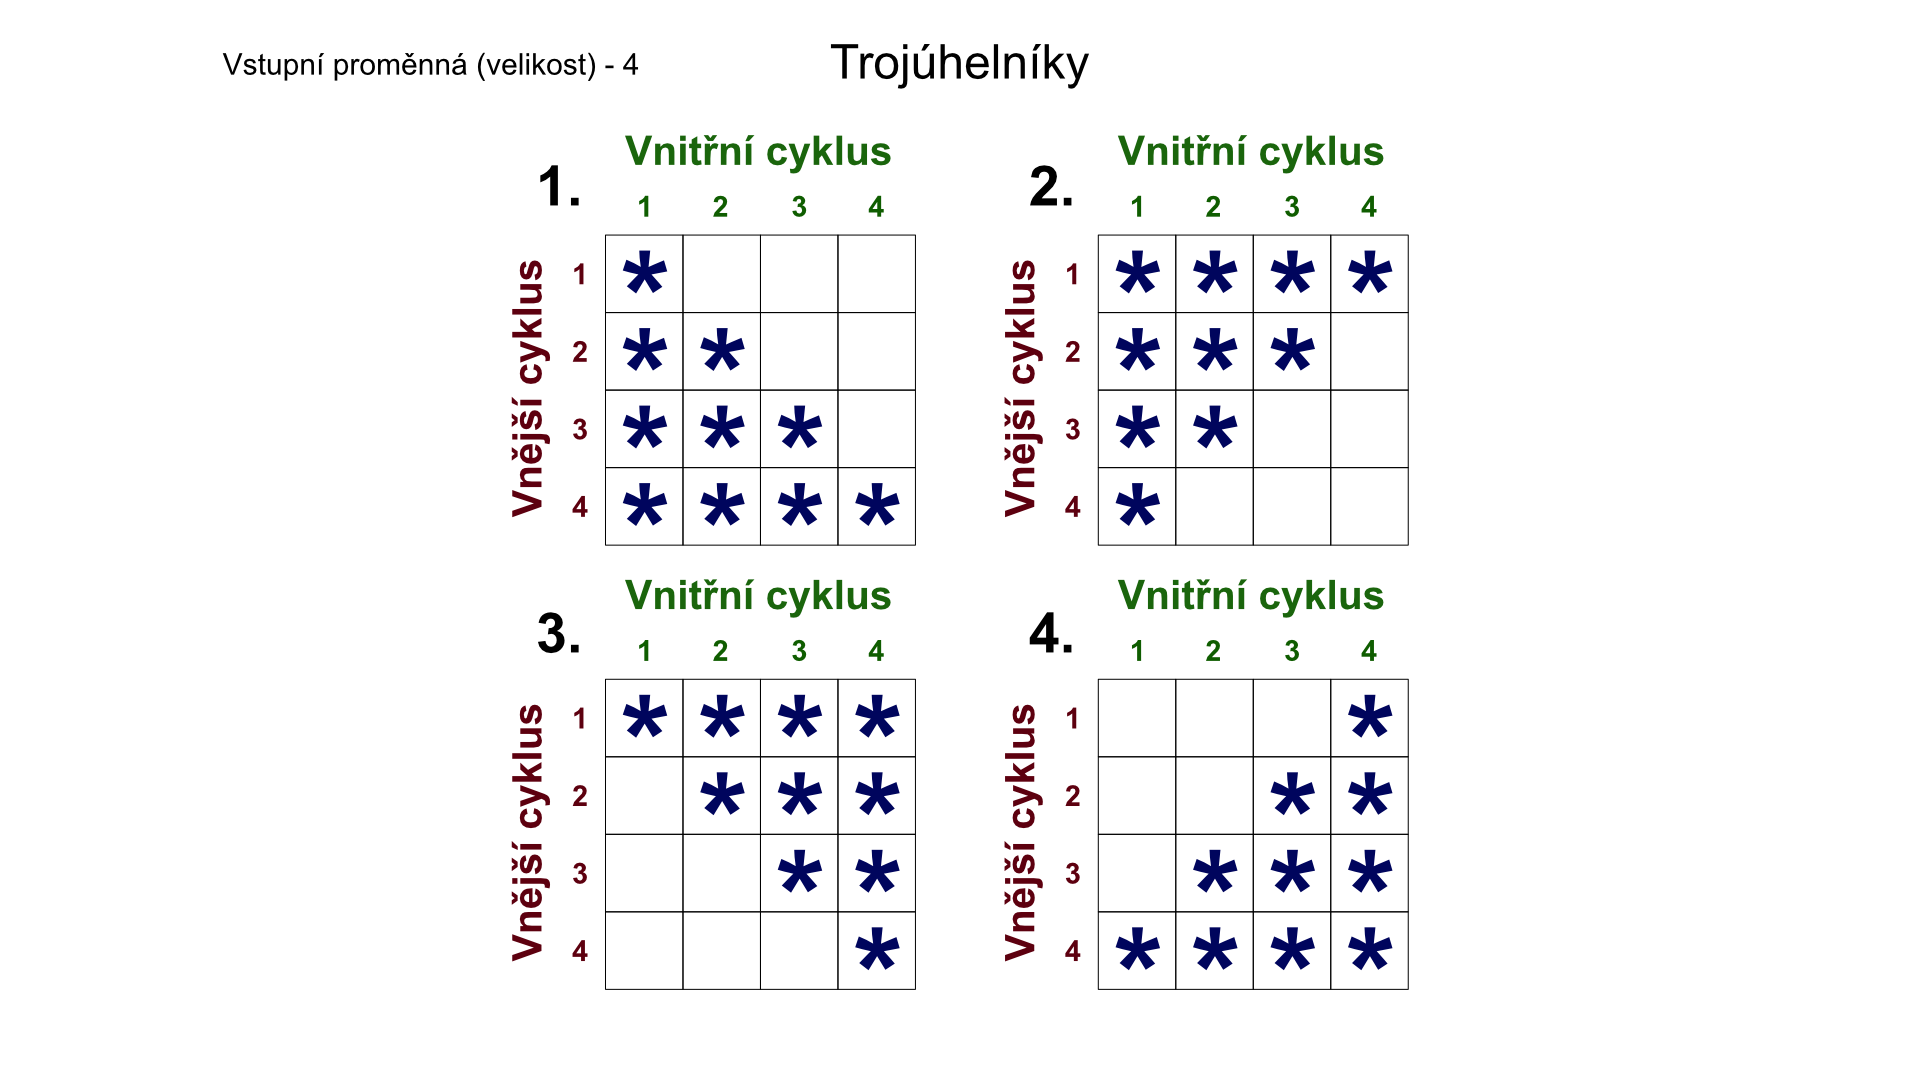 Vstupní proměnná (velikost) - 4
Trojúhelníky
1.
Vnitřní cyklus
1 2 3 4
Vnější cyklus
1 *
2 * *
3 * * *
4 * * * *
2.
Vnitřní cyklus
1 2 3 4
Vnější cyklus
1 * * * *
2 * * *
3 * *
4 *
3.
Vnitřní cyklus
1 2 3 4
Vnější cyklus
1 * * * *
2 * * *
3 * *
4 *
4.
Vnitřní cyklus
1 2 3 4
Vnější cyklus
1 *
2 * *
3 * * *
4 * * * *